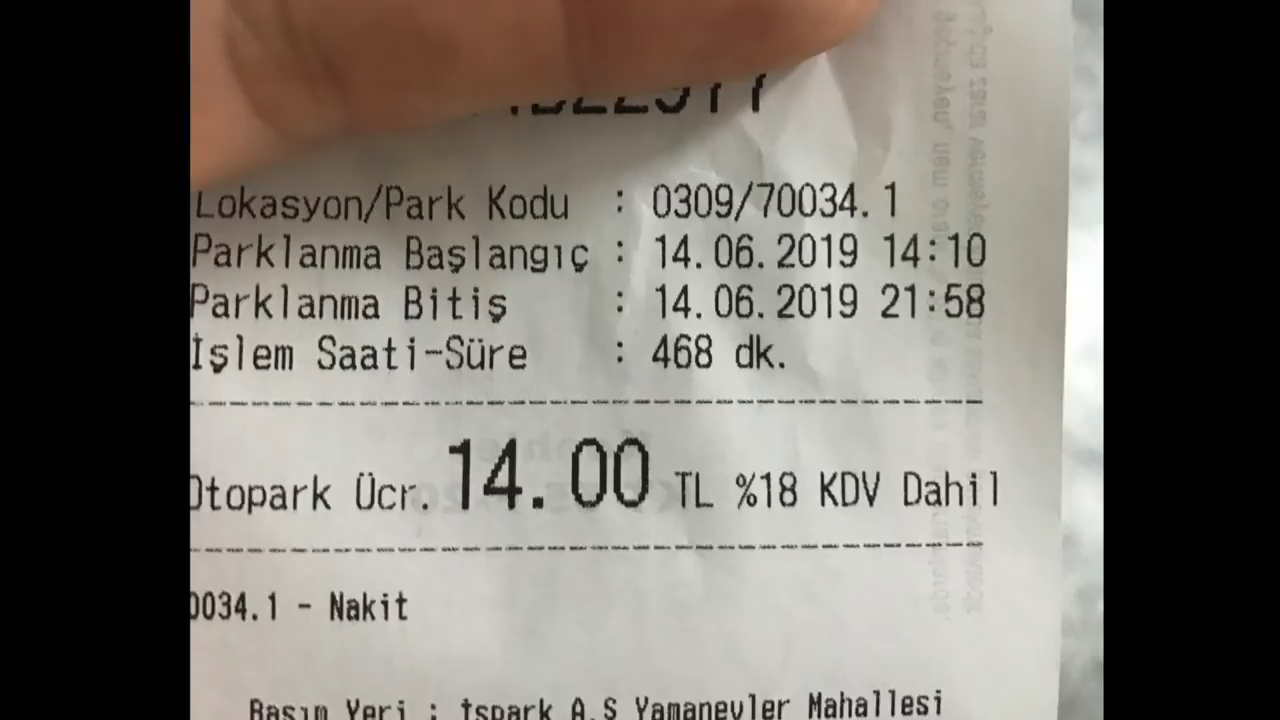 Lokasyon/Park Kodu : 0309/70034.1
Parklanma Başlangıç : 14.06.2019 14:10
Parklanma Bitiş : 14.06.2019 21:58
İşlem Saati-Süre : 468 dk.
Otopark Ücr. 14.00 TL %18 KDV Dahil
0034.1 - Nakit
Basım Yeri : İspark A.Ş Yamanevler Mahallesi